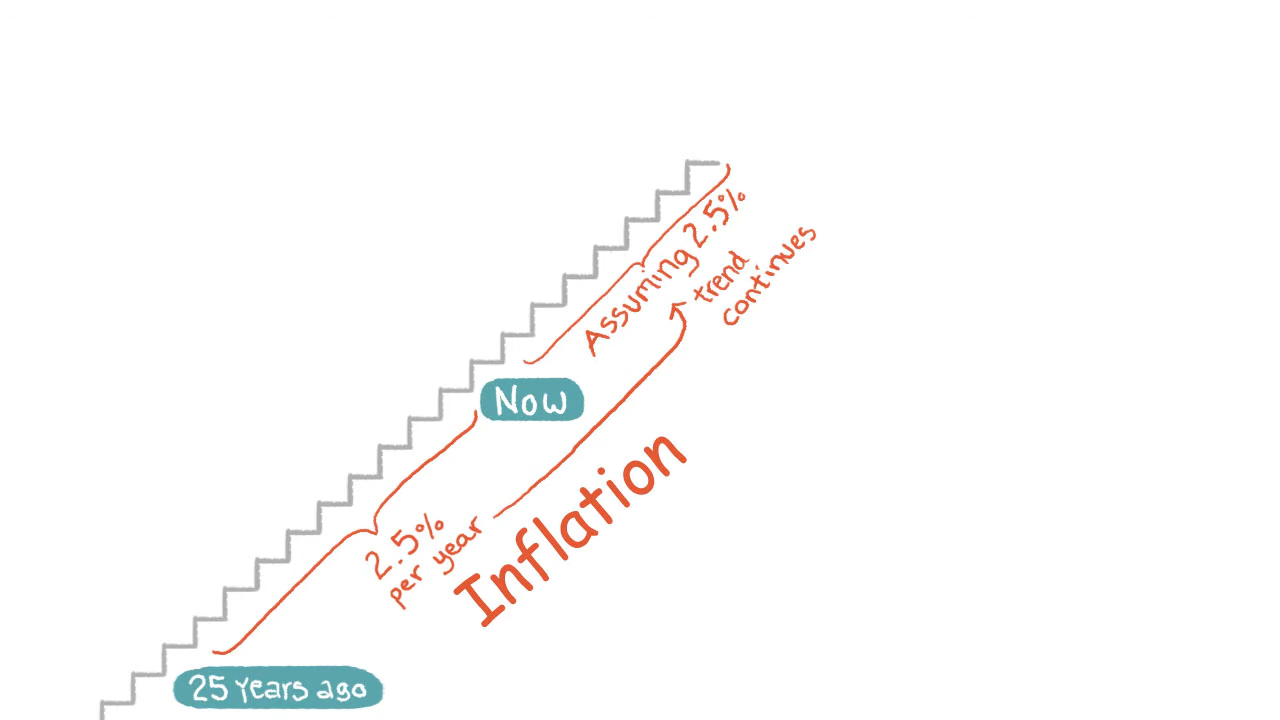 Assuming 2.5%
trend
continues
Now
2.5%
per year
Inflation
25 Years ago